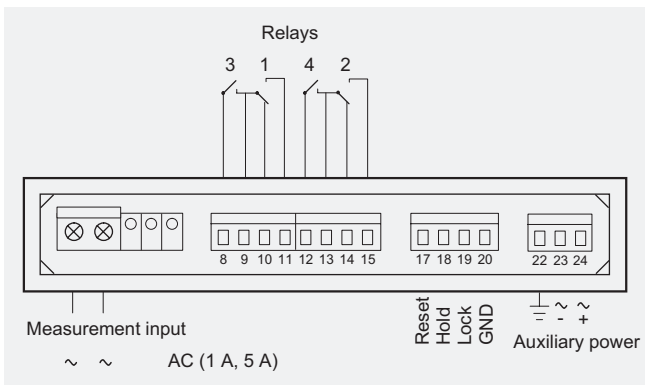 Relays
3 1 4 2
8 9 10 11 12 13 14 15 17 18 19 20 22 23 24
Reset
Hold
Lock
GND
~ ~
- +
Measurement input
Auxiliary power
~ ~ AC (1 A, 5 A)